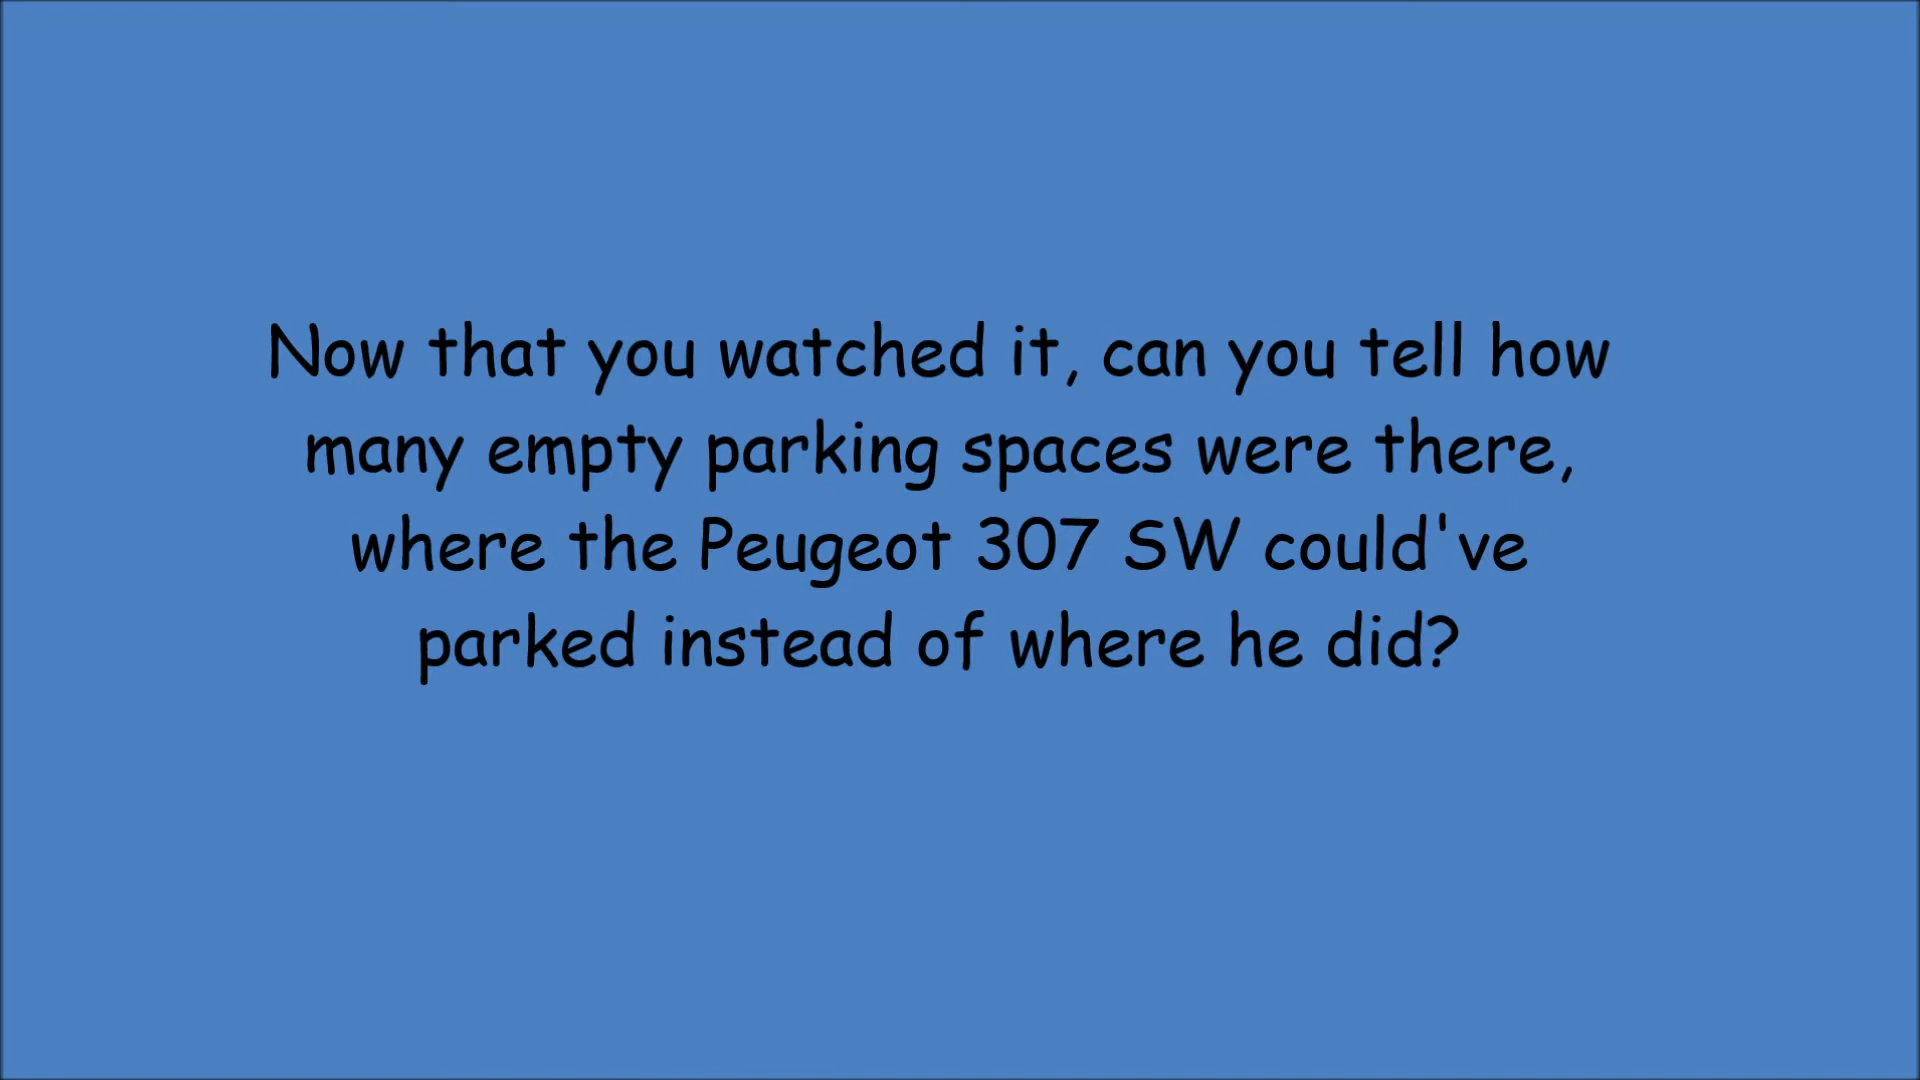 Now that you watched it, can you tell how
many empty parking spaces were there,
where the Peugeot 307 SW could've
parked instead of where he did?